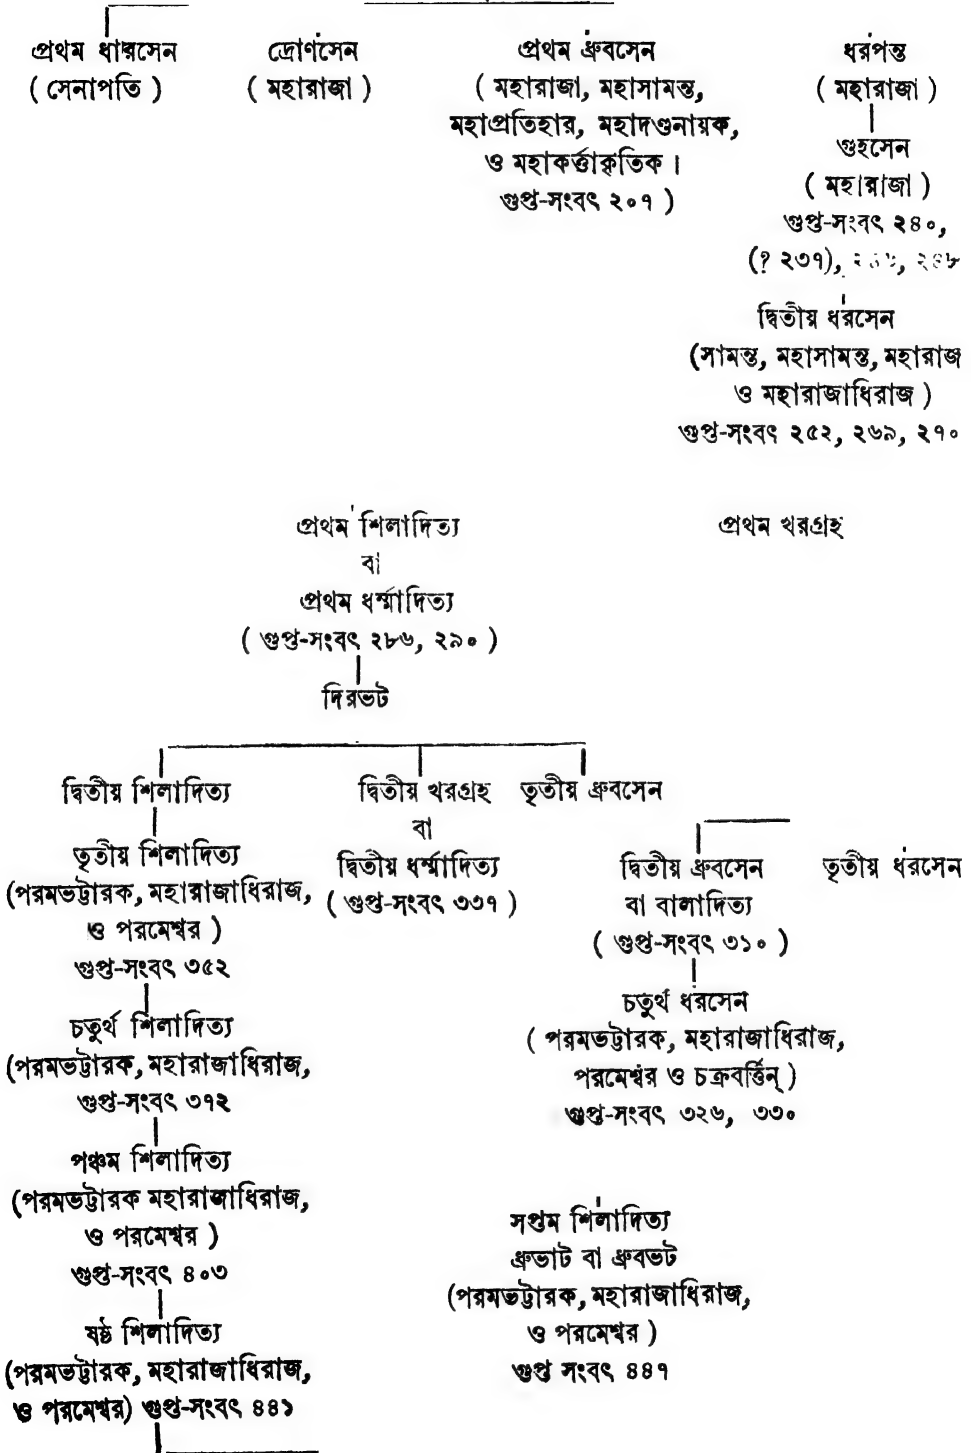 প্রথম ধারসেন দ্রোণসেন প্রথম ধ্রুবসেন ধরপন্ত
( সেনাপতি ) ( মহারাজা ) ( মহারাজা, মহাসামন্ত, ( মহারাজা )
মহাপ্রতিহার, মহাদণ্ডনায়ক,
ও মহাকর্ত্তাকৃতিক ।
গুপ্ত-সংবৎ ২০৭ )
গুহসেন
( মহারাজা )
গুপ্ত-সংবৎ ২৪০,
(? ২৩৭), ২৪৮
দ্বিতীয় ধরসেন
(সামন্ত, মহাসামন্ত, মহারাজ
ও মহারাজাধিরাজ )
গুপ্ত-সংবৎ ২৫২, ২৬৯, ২৭০
প্রথম শিলাদিত্য প্রথম খরগ্রহ
বা
প্রথম ধর্ম্মাদিত্য
( গুপ্ত-সংবৎ ২৮৬, ২৯০ )
দিরভট
দ্বিতীয় শিলাদিত্য দ্বিতীয় খরগ্রহ তৃতীয় ধ্রুবসেন
বা
দ্বিতীয় ধর্ম্মাদিত্য
( গুপ্ত-সংবৎ ৩৩৭ )
তৃতীয় শিলাদিত্য
(পরমভট্টারক, মহারাজাধিরাজ,
ও পরমেশ্বর )
গুপ্ত-সংবৎ ৩৫২
চতুর্থ শিলাদিত্য
(পরমভট্টারক, মহারাজাধিরাজ,
গুপ্ত-সংবৎ ৩৭২
পঞ্চম শিলাদিত্য
(পরমভট্টারক মহারাজাধিরাজ,
ও পরমেশ্বর )
গুপ্ত-সংবৎ ৪০৩
ষষ্ঠ শিলাদিত্য
(পরমভট্টারক, মহারাজাধিরাজ,
ও পরমেশ্বর) গুপ্ত-সংবৎ ৪৪১
দ্বিতীয় ধ্রুবসেন তৃতীয় ধরসেন
বা বালাদিত্য
( গুপ্ত-সংবৎ ৩১০ )
চতুর্থ ধরসেন
( পরমভট্টারক, মহারাজাধিরাজ,
পরমেশ্বর ও চক্রবর্ত্তিন্ )
গুপ্ত-সংবৎ ৩২৬, ৩৩০
সপ্তম শিলাদিত্য
ধ্রুভাট বা ধ্রুবভট
(পরমভট্টারক, মহারাজাধিরাজ,
ও পরমেশ্বর )
গুপ্ত সংবৎ ৪৪৭